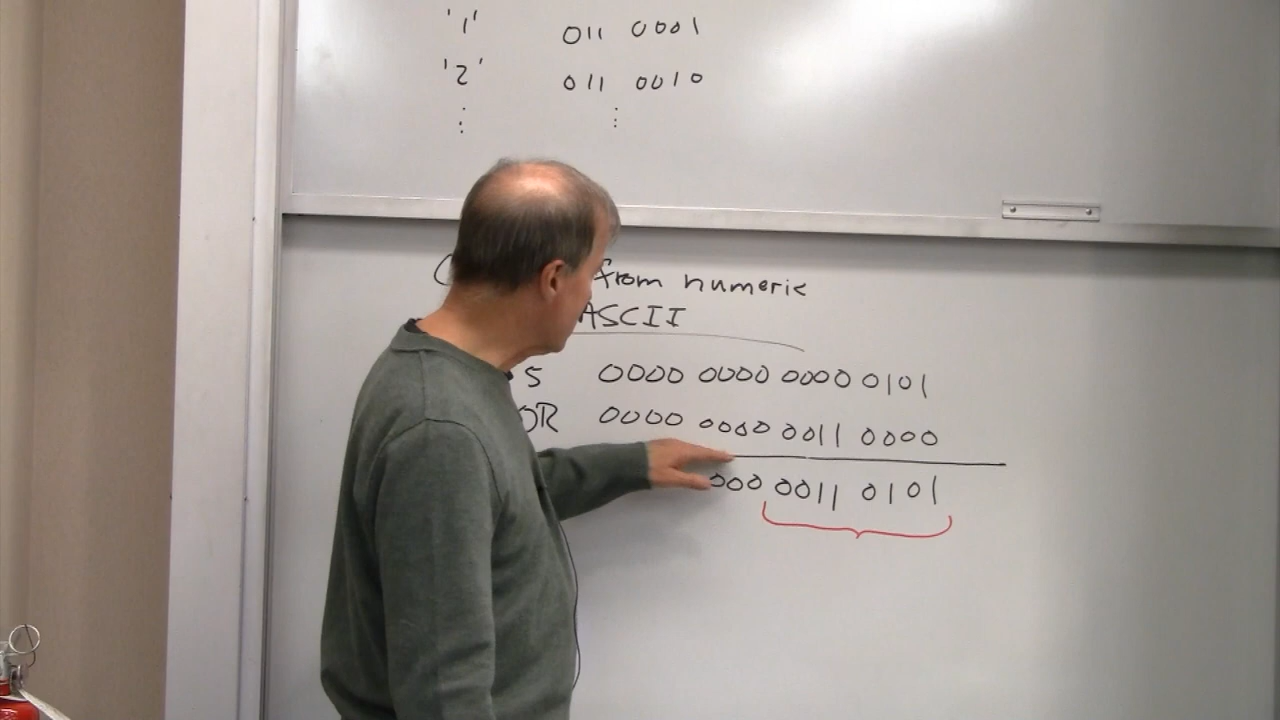 '1' 011 0001
'2' 011 0010
⋮ ⋮
from numeric
ASCII
5 0000 0000 0000 0101
OR 0000 0000 0011 0000
000 0011 0101